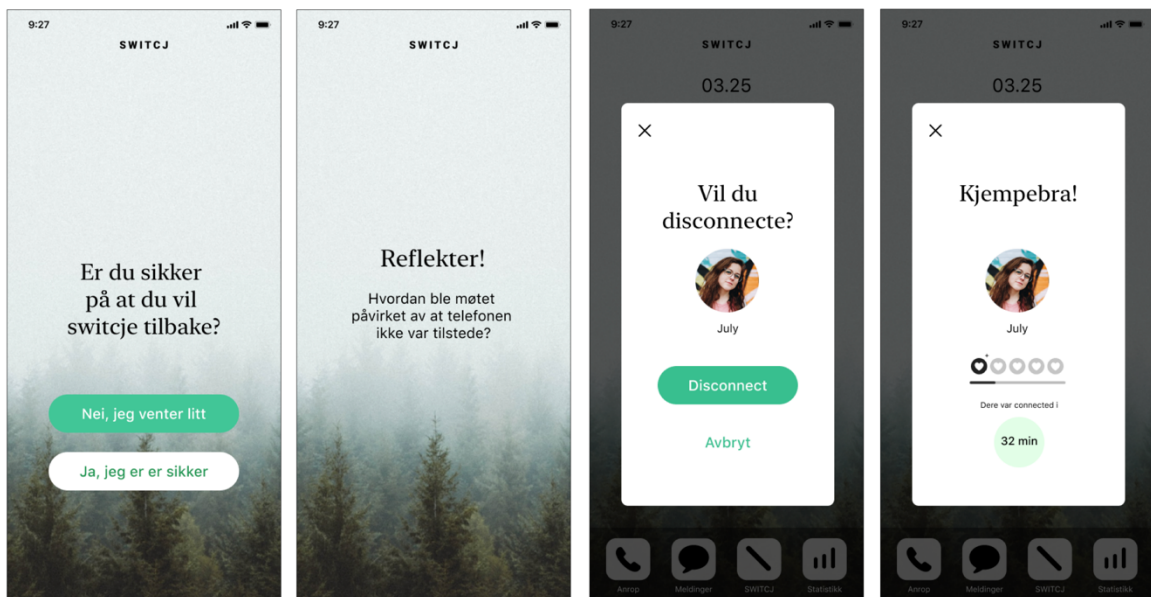 9:27
SWITCJ
Er du sikker
på at du vil
switcje tilbake?
Nei, jeg venter litt
Ja, jeg er er sikker
9:27
SWITCJ
Reflekter!
Hvordan ble møtet
påvirket av at telefonen
ikke var tilstede?
9:27
SWITCJ
03.25
Vil du
disconnecte?
July
Disconnect
Avbryt
Anrop Meldinger SWITCJ Statistikk
9:27
SWITCJ
03.25
Kjempebra!
July
Dere var connected i
32 min
Anrop Meldinger SWITCJ Statistikk